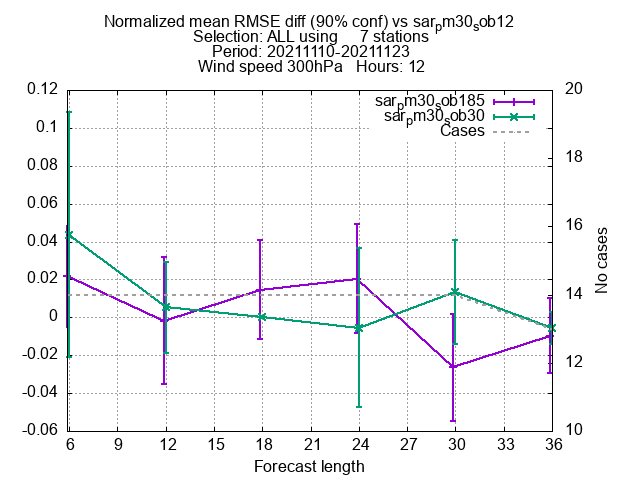 Normalized mean RMSE diff (90% conf) vs sarpm30sob12
Selection: ALL using 7 stations
Period: 20211110-20211123
Wind speed 300hPa Hours: 12
0.12
0.1
0.08
0.06
0.04
0.02
0
-0.02
-0.04
-0.06
20
18
16
14
12
10
No cases
sarpm30sob185
sarpm30sob30
Cases
6 9 12 15 18 21 24 27 30 33 36
Forecast length